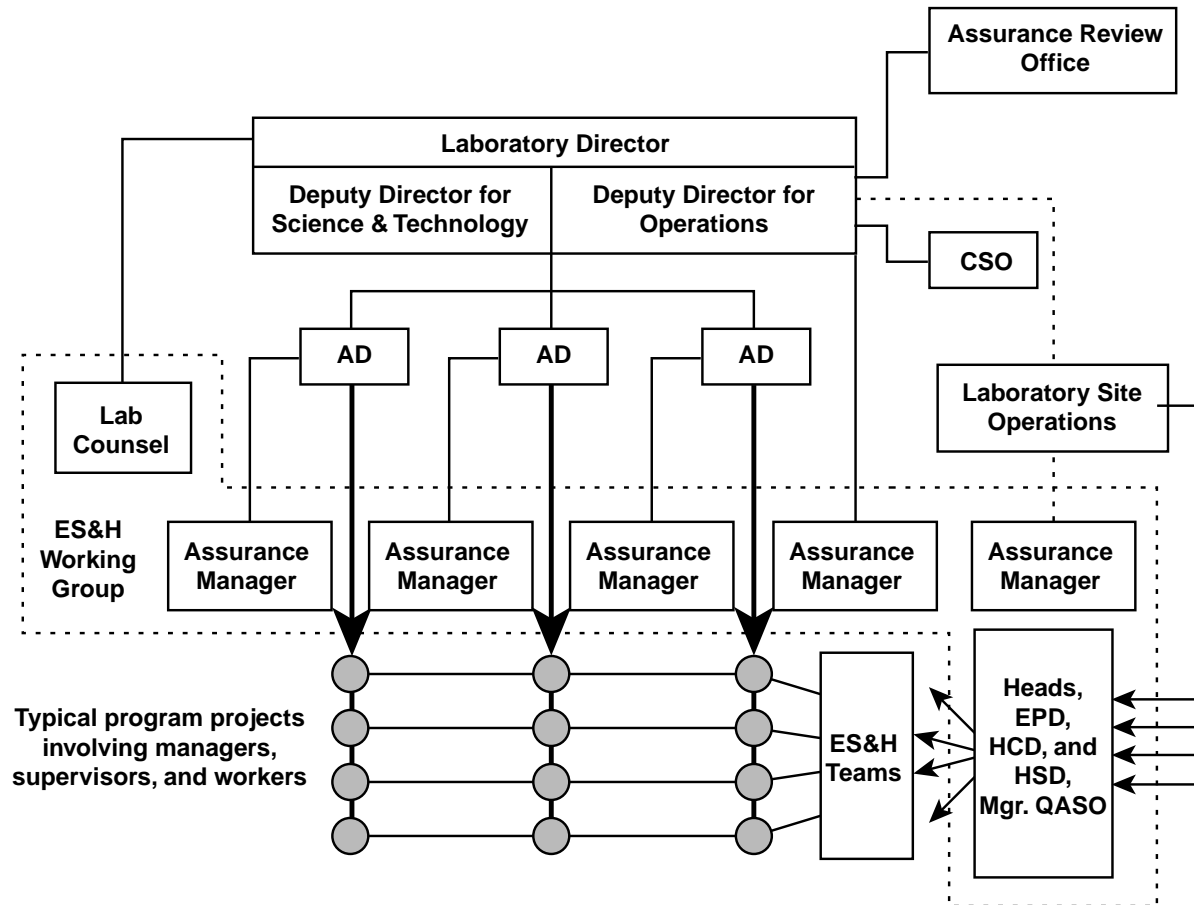 Assurance Review
Office
Laboratory Director
Deputy Director for
Science & Technology
Deputy Director for
Operations
CSO
AD
AD
AD
Lab
Counsel
Laboratory Site
Operations
ES&H
Working
Group
Assurance
Manager
Assurance
Manager
Assurance
Manager
Assurance
Manager
Assurance
Manager
Typical program projects
involving managers,
supervisors, and workers
ES&H
Teams
Heads,
EPD,
HCD, and
HSD,
Mgr. QASO